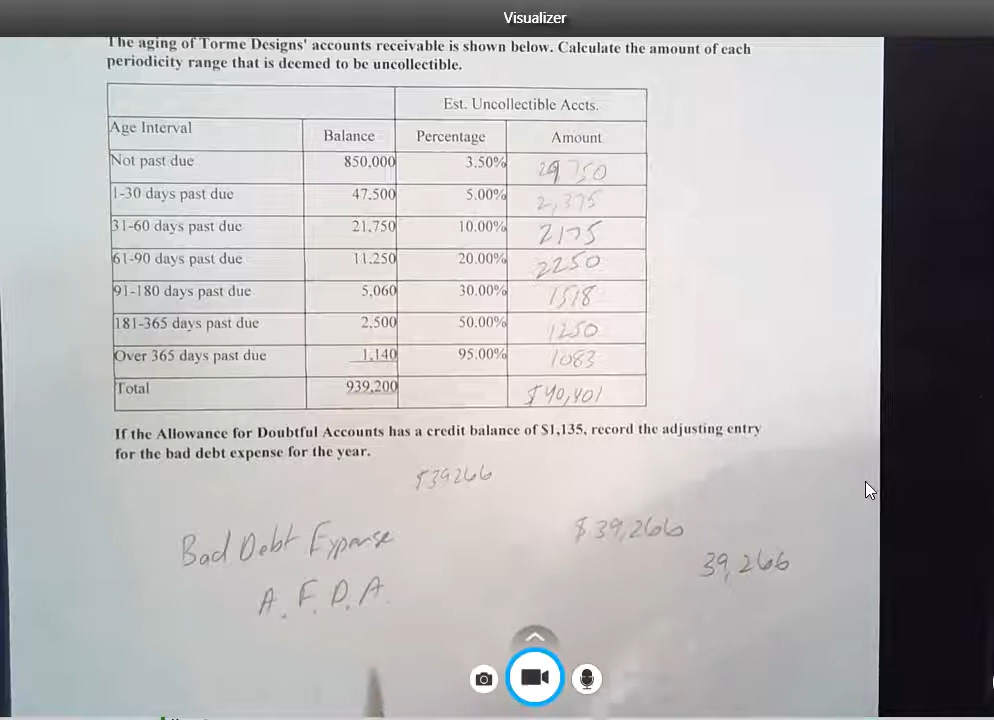 Visualizer
The aging of Torme Designs' accounts receivable is shown below. Calculate the amount of each
periodicity range that is deemed to be uncollectible.
Est. Uncollectible Accts.
Age Interval Balance Percentage Amount
Not past due 850,000 3.50% 29,750
1-30 days past due 47,500 5.00% 2,375
31-60 days past due 21,750 10.00% 2175
61-90 days past due 11,250 20.00% 2250
91-180 days past due 5,060 30.00% 1518
181-365 days past due 2,500 50.00% 1250
Over 365 days past due 1,140 95.00% 1083
Total 939,200 $40,401
If the Allowance for Doubtful Accounts has a credit balance of $1,135, record the adjusting entry
for the bad debt expense for the year.
$39266
Bad Debt Expense $39,266
A.F.D.A. 39,266